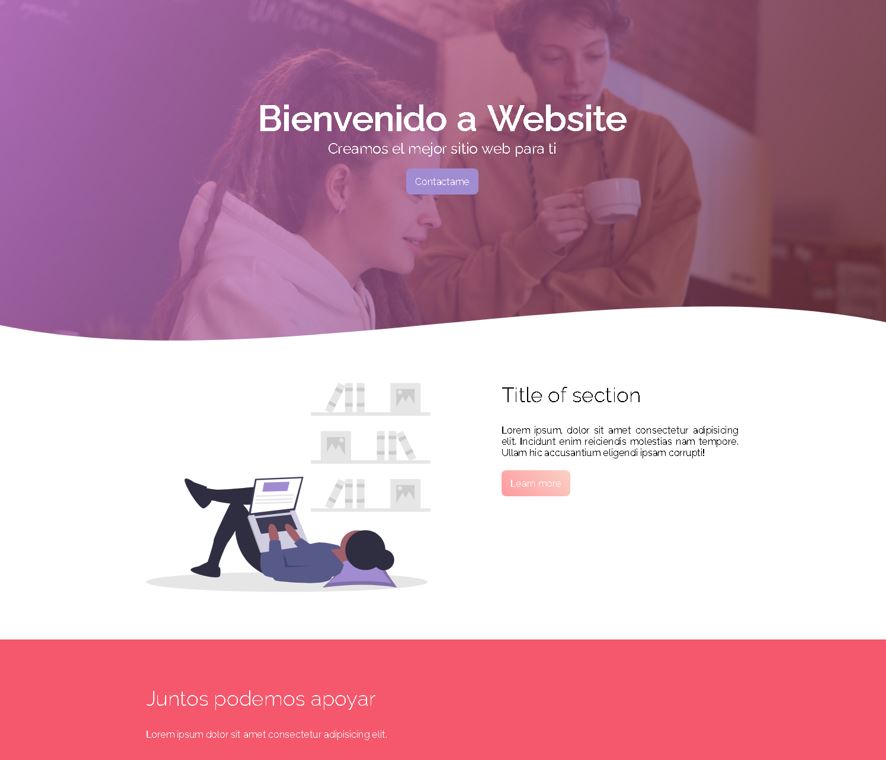 Bienvenido a Website
Creamos el mejor sitio web para ti
Contactame
Title of section
Lorem ipsum, dolor sit amet consectetur adipisicing
elit. Incidunt enim reiciendis molestias nam tempore.
Ullam hic accusantium eligendi ipsam corrupti!
Learn more
Juntos podemos apoyar
Lorem ipsum dolor sit amet consectetur adipisicing elit.